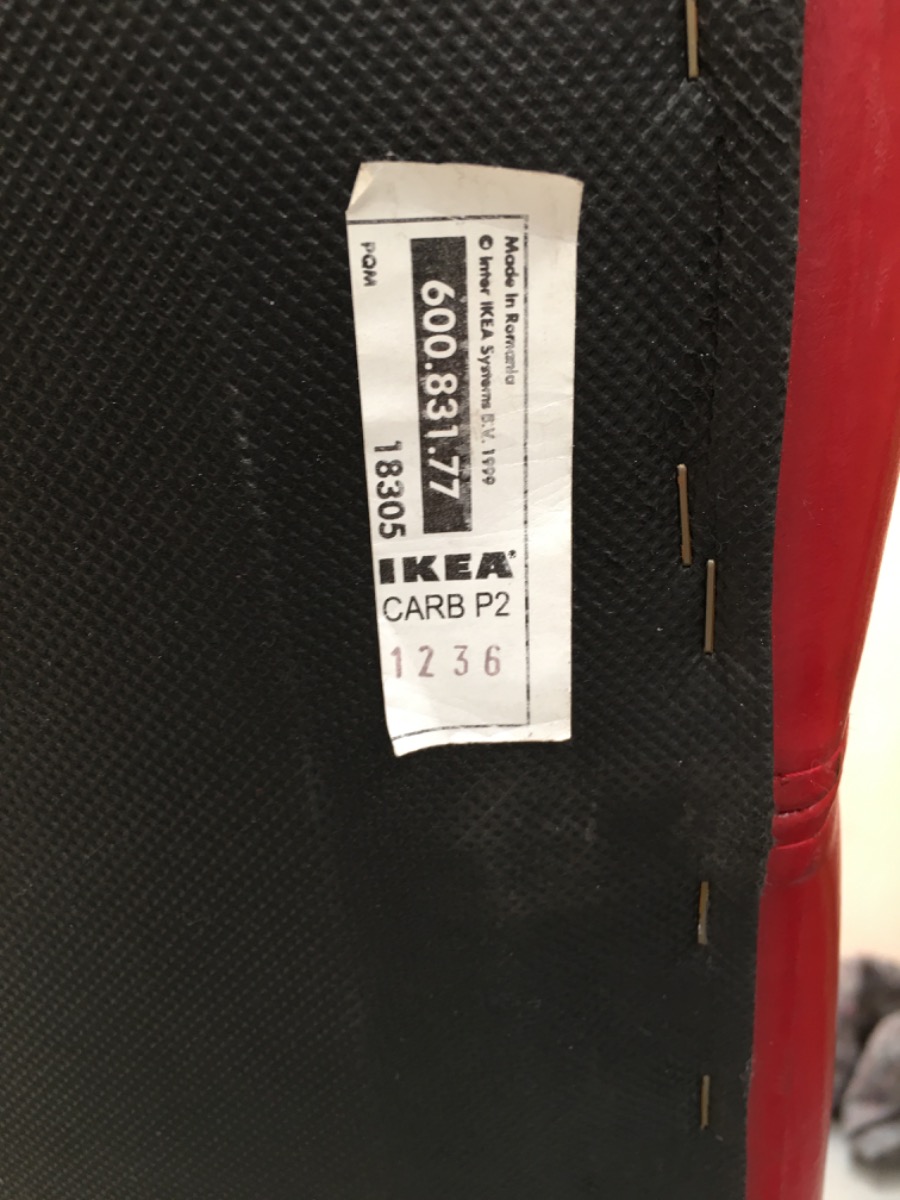 Made in Romania
© Inter IKEA Systems B.V. 1999
600.831.77
PQM
18305
IKEA®
CARB P2
1236